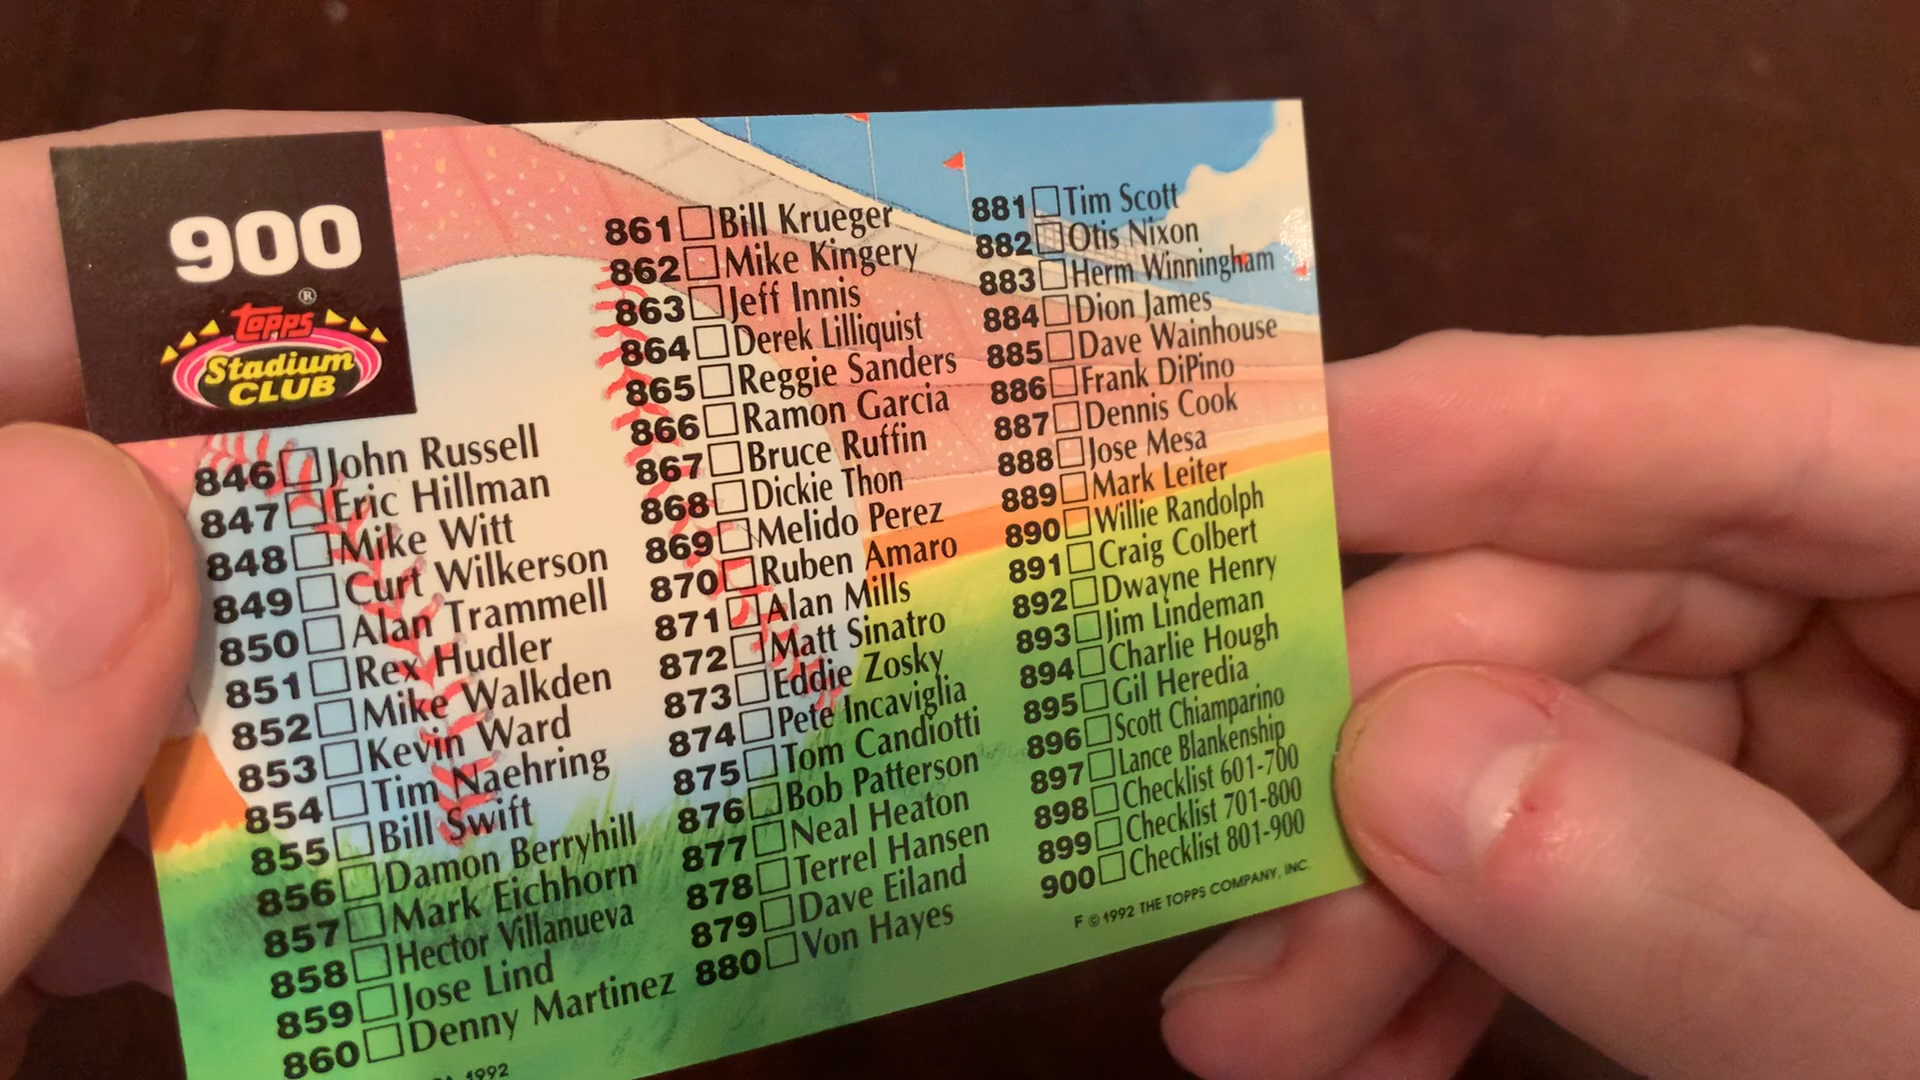 900
®
Topps
Stadium
CLUB
846 John Russell
847 Eric Hillman
848 Mike Witt
849 Curt Wilkerson
850 Alan Trammell
851 Rex Hudler
852 Mike Walkden
853 Kevin Ward
854 Tim Naehring
855 Bill Swift
856 Damon Berryhill
857 Mark Eichhorn
858 Hector Villanueva
859 Jose Lind
860 Denny Martinez
1992
861 Bill Krueger
862 Mike Kingery
863 Jeff Innis
864 Derek Lilliquist
865 Reggie Sanders
866 Ramon Garcia
867 Bruce Ruffin
868 Dickie Thon
869 Melido Perez
870 Ruben Amaro
871 Alan Mills
872 Matt Sinatro
873 Eddie Zosky
874 Pete Incaviglia
875 Tom Candiotti
876 Bob Patterson
877 Neal Heaton
878 Terrel Hansen
879 Dave Eiland
880 Von Hayes
881 Tim Scott
882 Otis Nixon
883 Herm Winningham
884 Dion James
885 Dave Wainhouse
886 Frank DiPino
887 Dennis Cook
888 Jose Mesa
889 Mark Leiter
890 Willie Randolph
891 Craig Colbert
892 Dwayne Henry
893 Jim Lindeman
894 Charlie Hough
895 Gil Heredia
896 Scott Chiamparino
897 Lance Blankenship
898 Checklist 601-700
899 Checklist 701-800
900 Checklist 801-900
F © 1992 THE TOPPS COMPANY, INC.